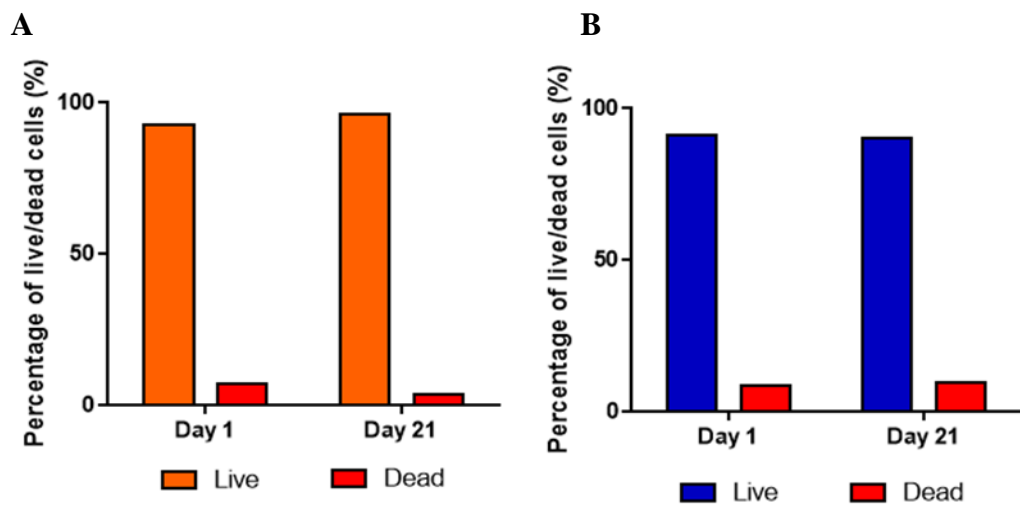 A
Percentage of live/dead cells (%)
100
50
0
Day 1
Day 21
Live
Dead
B
Percentage of live/dead cells (%)
100
50
0
Day 1
Day 21
Live
Dead